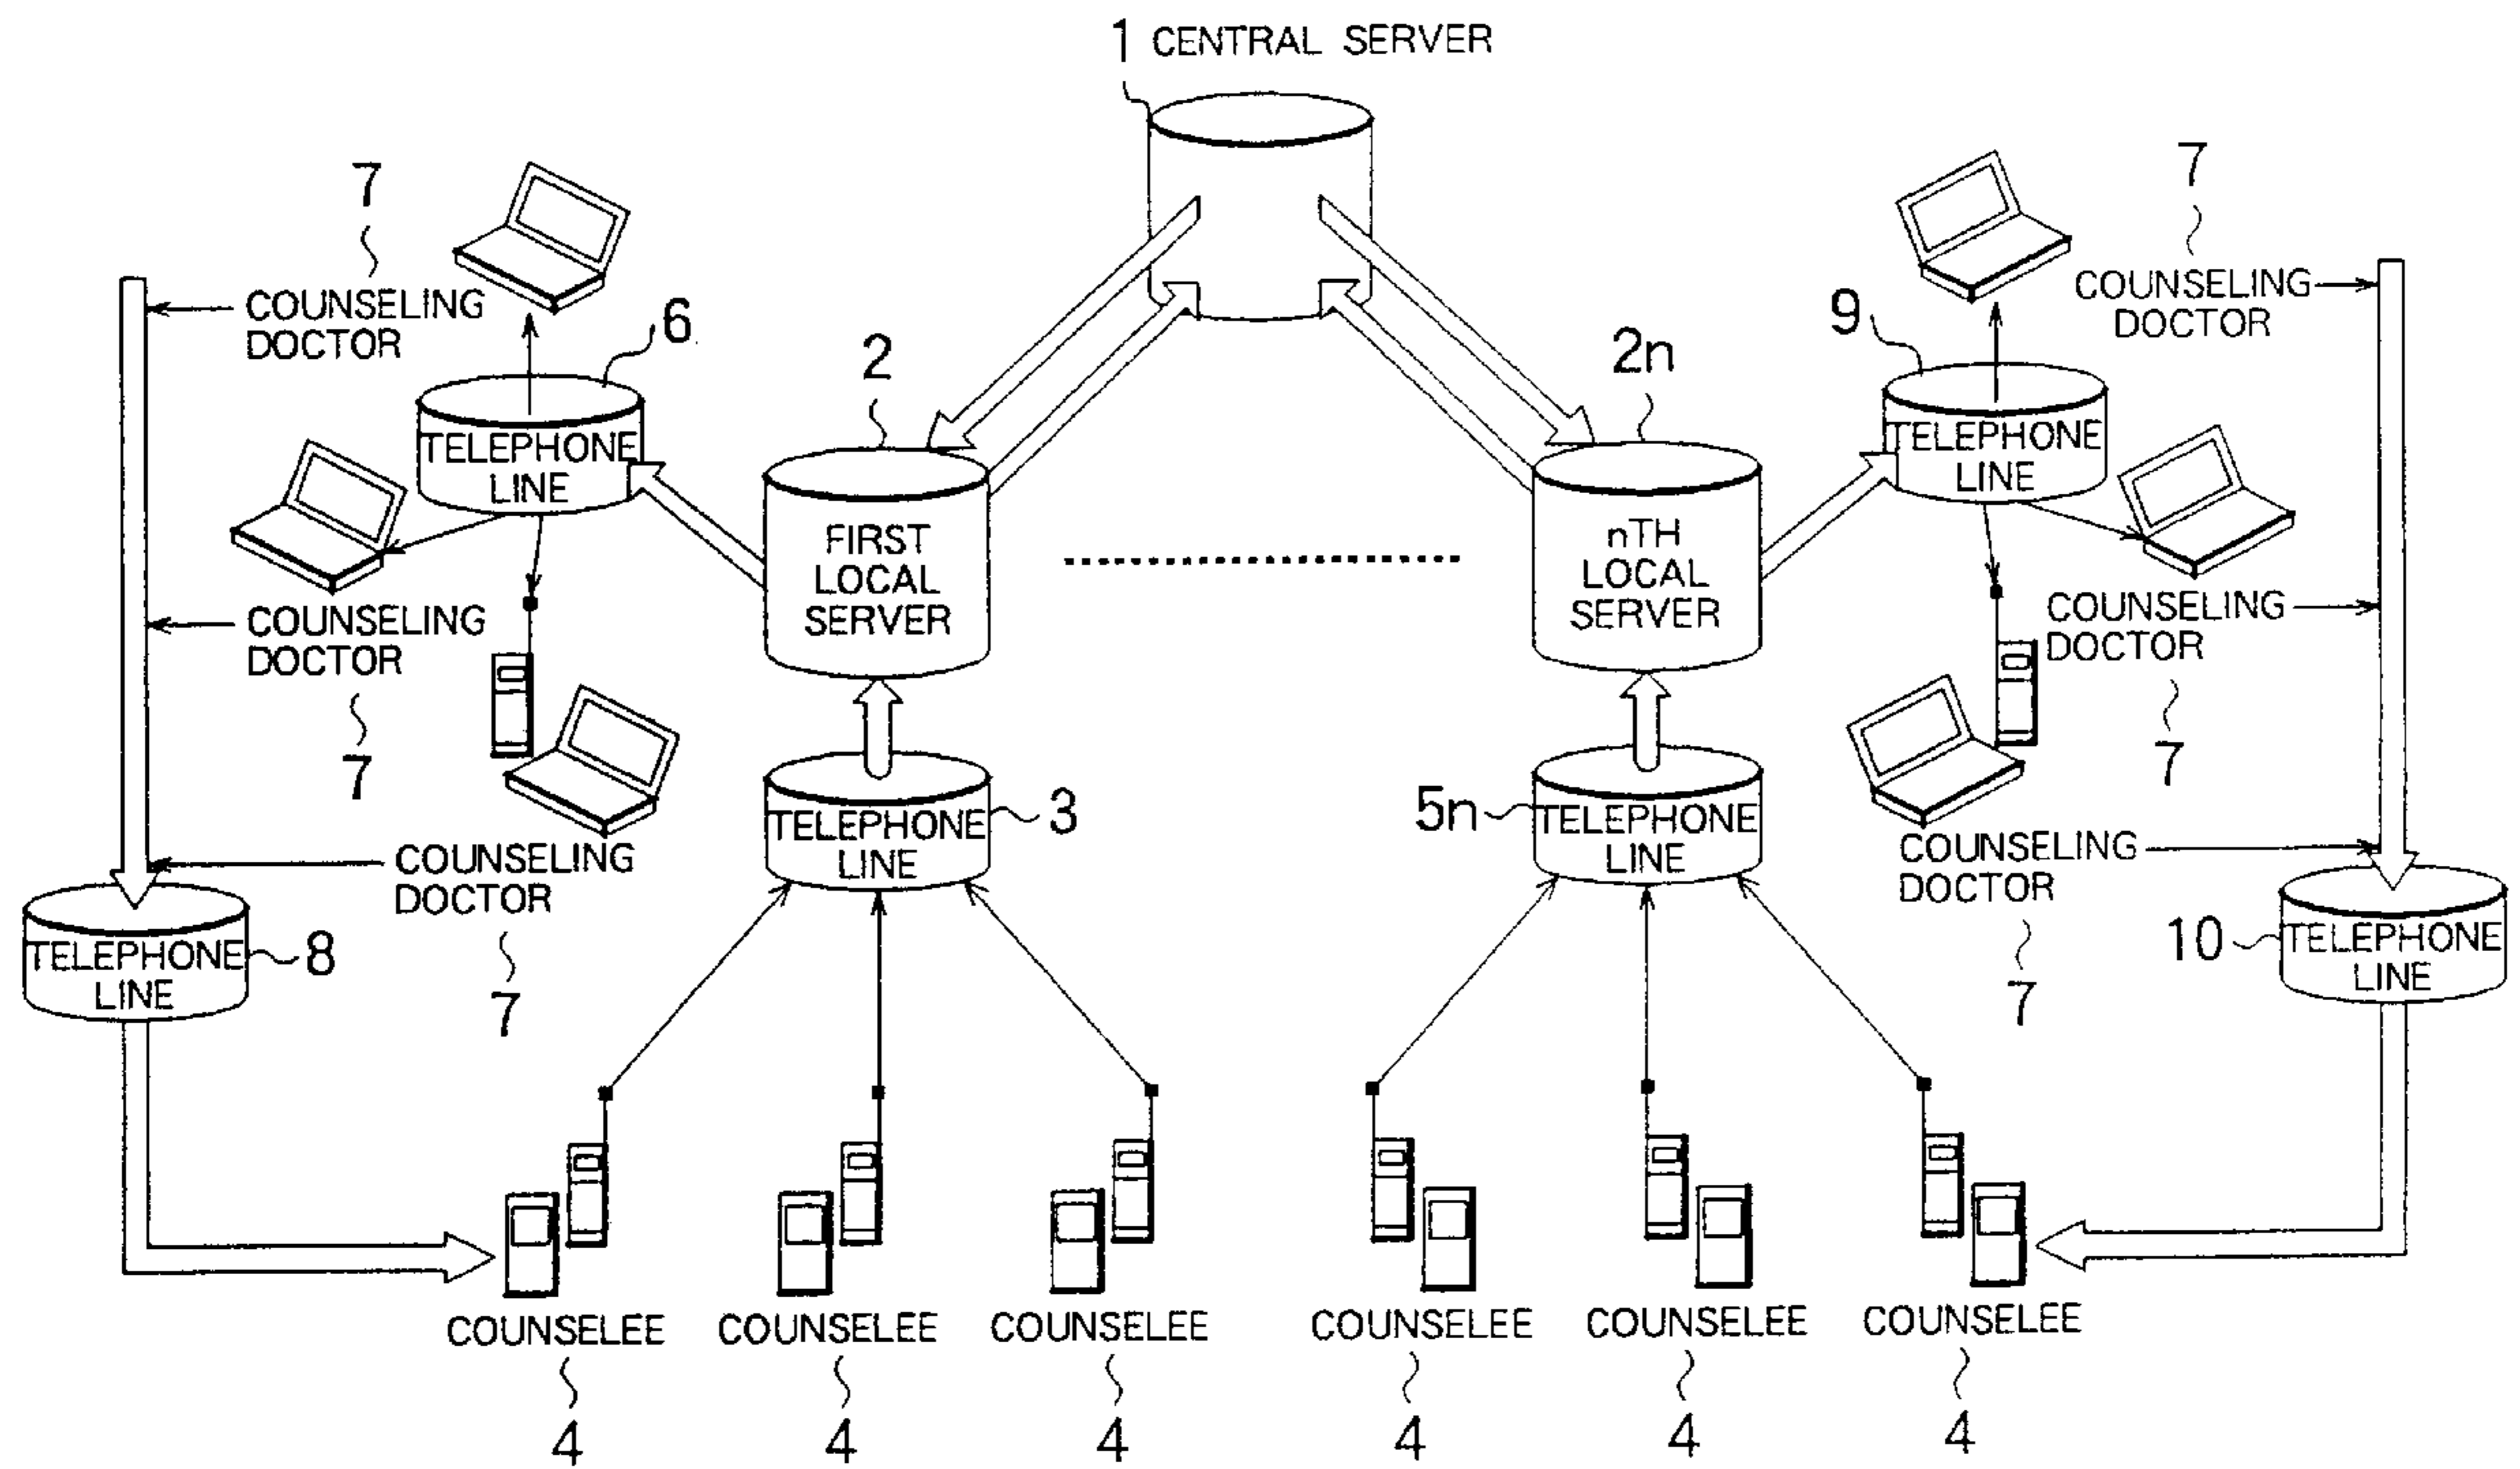 1 CENTRAL SERVER
7
7
COUNSELING
DOCTOR
6
2
2n
9
COUNSELING
DOCTOR
TELEPHONE
LINE
TELEPHONE
LINE
FIRST
LOCAL
SERVER
nTH
LOCAL
SERVER
COUNSELING
DOCTOR
7
COUNSELING
DOCTOR
7
TELEPHONE
LINE
3
5n
TELEPHONE
LINE
COUNSELING
DOCTOR
7
COUNSELING
DOCTOR
7
TELEPHONE
LINE
8
10
TELEPHONE
LINE
COUNSELEE
COUNSELEE
COUNSELEE
COUNSELEE
COUNSELEE
COUNSELEE
4
4
4
4
4
4